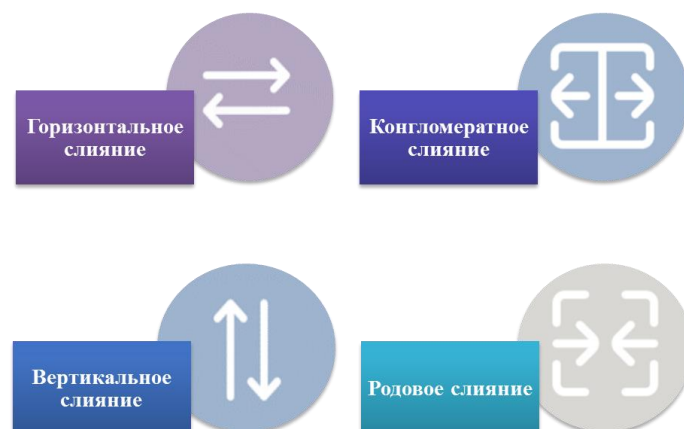 Горизонтальное
слияние
Конгломератное
слияние
Вертикальное
слияние
Родовое слияние